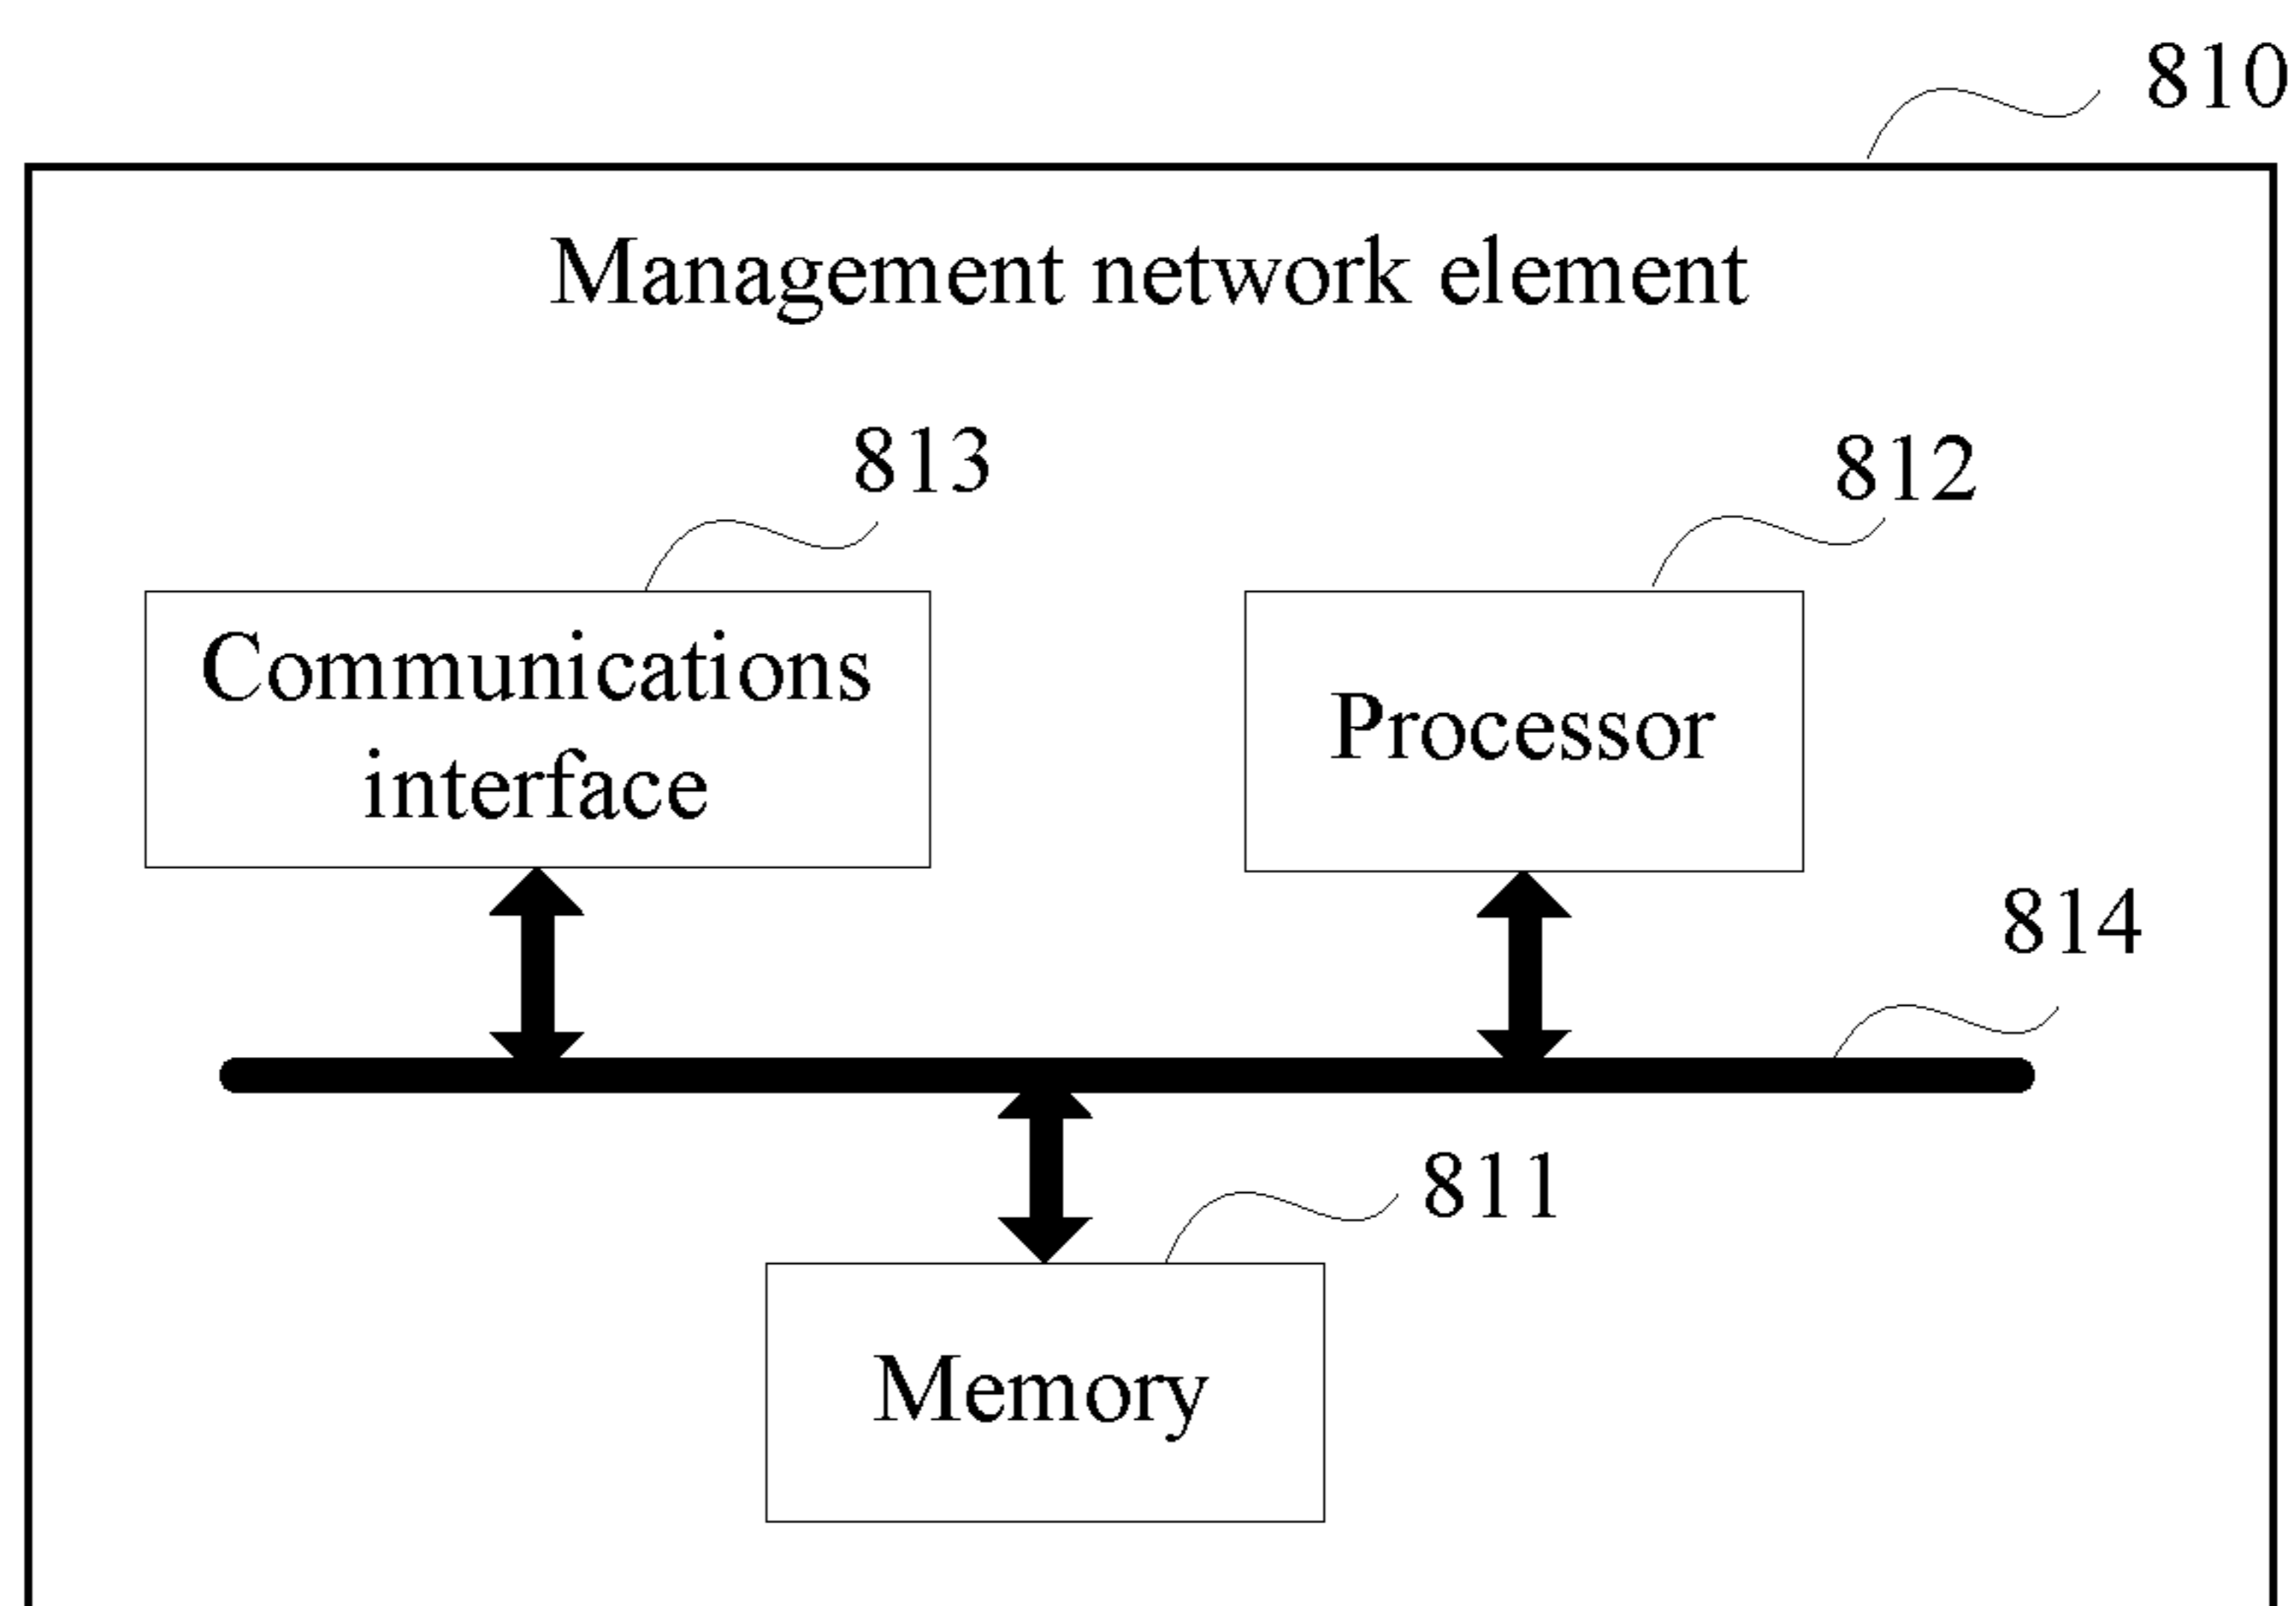 810
Management network element
813
812
Communications
interface
Processor
814
811
Memory